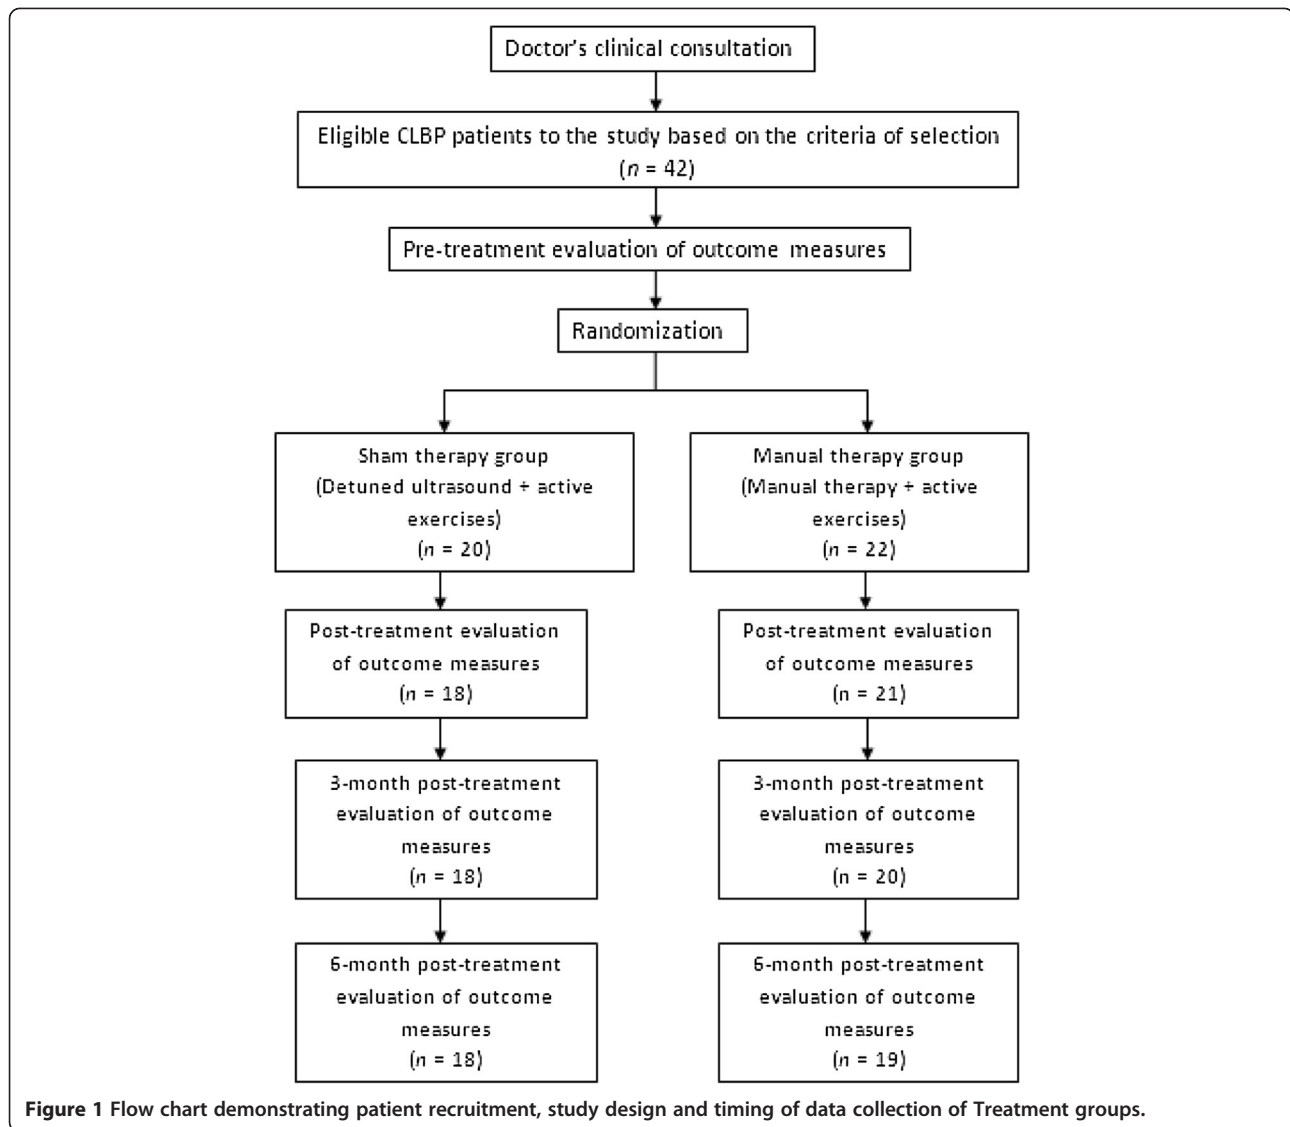 Doctor's clinical consultation
Eligible CLBP patients to the study based on the criteria of selection
(n = 42)
Pre-treatment evaluation of outcome measures
Randomization
Sham therapy group
(Detuned ultrasound + active
exercises)
(n = 20)
Manual therapy group
(Manual therapy + active
exercises)
(n = 22)
Post-treatment evaluation
of outcome measures
(n = 18)
Post-treatment evaluation
of outcome measures
(n = 21)
3-month post-treatment
evaluation of outcome
measures
(n = 18)
3-month post-treatment
evaluation of outcome
measures
(n = 20)
6-month post-treatment
evaluation of outcome
measures
(n = 18)
6-month post-treatment
evaluation of outcome
measures
(n = 19)
Figure 1 Flow chart demonstrating patient recruitment, study design and timing of data collection of Treatment groups.